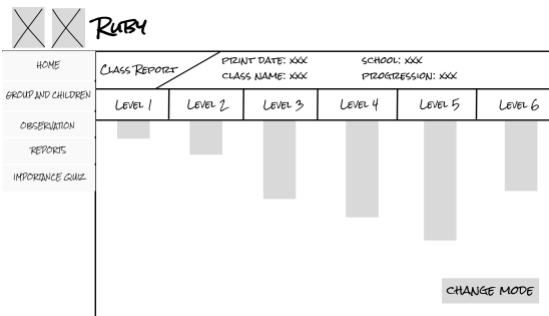 Ruby
HOME
GROUP AND CHILDREN
OBSERVATION
REPORTS
IMPORTANCE QUIZ
CLASS REPORT
PRINT DATE: XXX
SCHOOL: XXX
CLASS NAME: XXX
PROGRESSION: XXX
LEVEL 1
LEVEL 2
LEVEL 3
LEVEL 4
LEVEL 5
LEVEL 6
CHANGE MODE